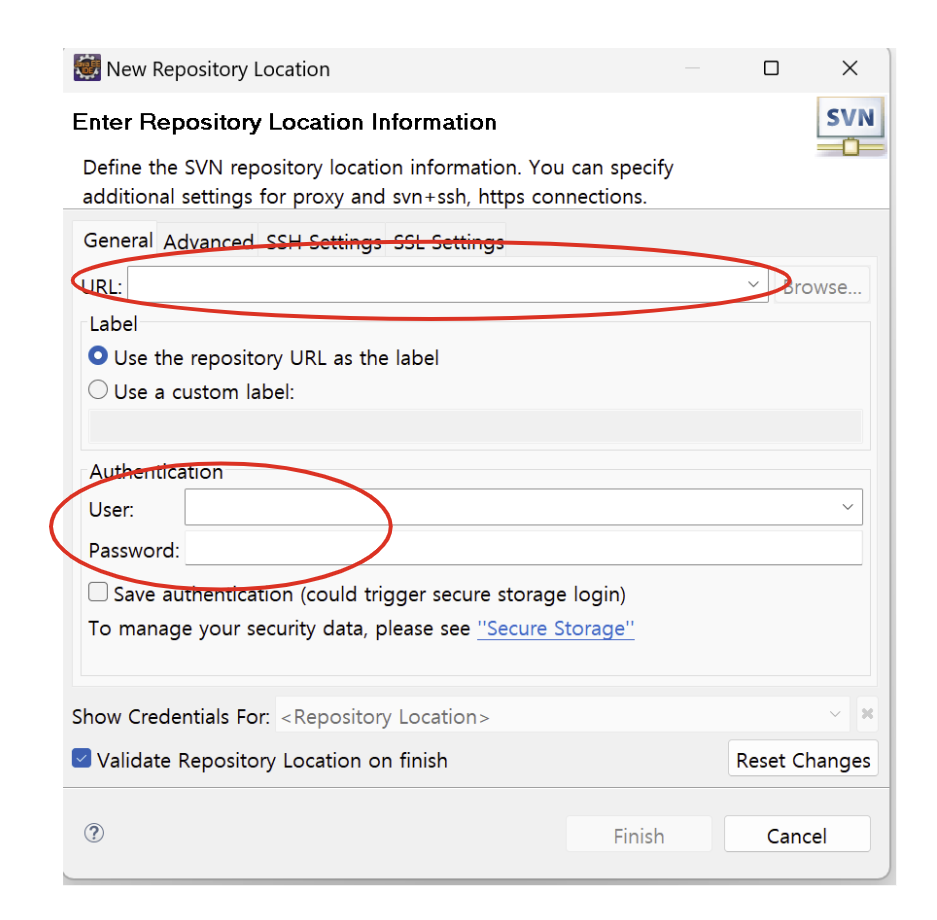 New Repository Location
Enter Repository Location Information
SVN
Define the SVN repository location information. You can specify
additional settings for proxy and svn+ssh, https connections.
General Advanced SSH Settings SSL Settings
URL: Browse...
Label
Use the repository URL as the label
Use a custom label:
Authentication
User:
Password:
Save authentication (could trigger secure storage login)
To manage your security data, please see "Secure Storage"
Show Credentials For: <Repository Location>
Validate Repository Location on finish
Reset Changes
Finish Cancel